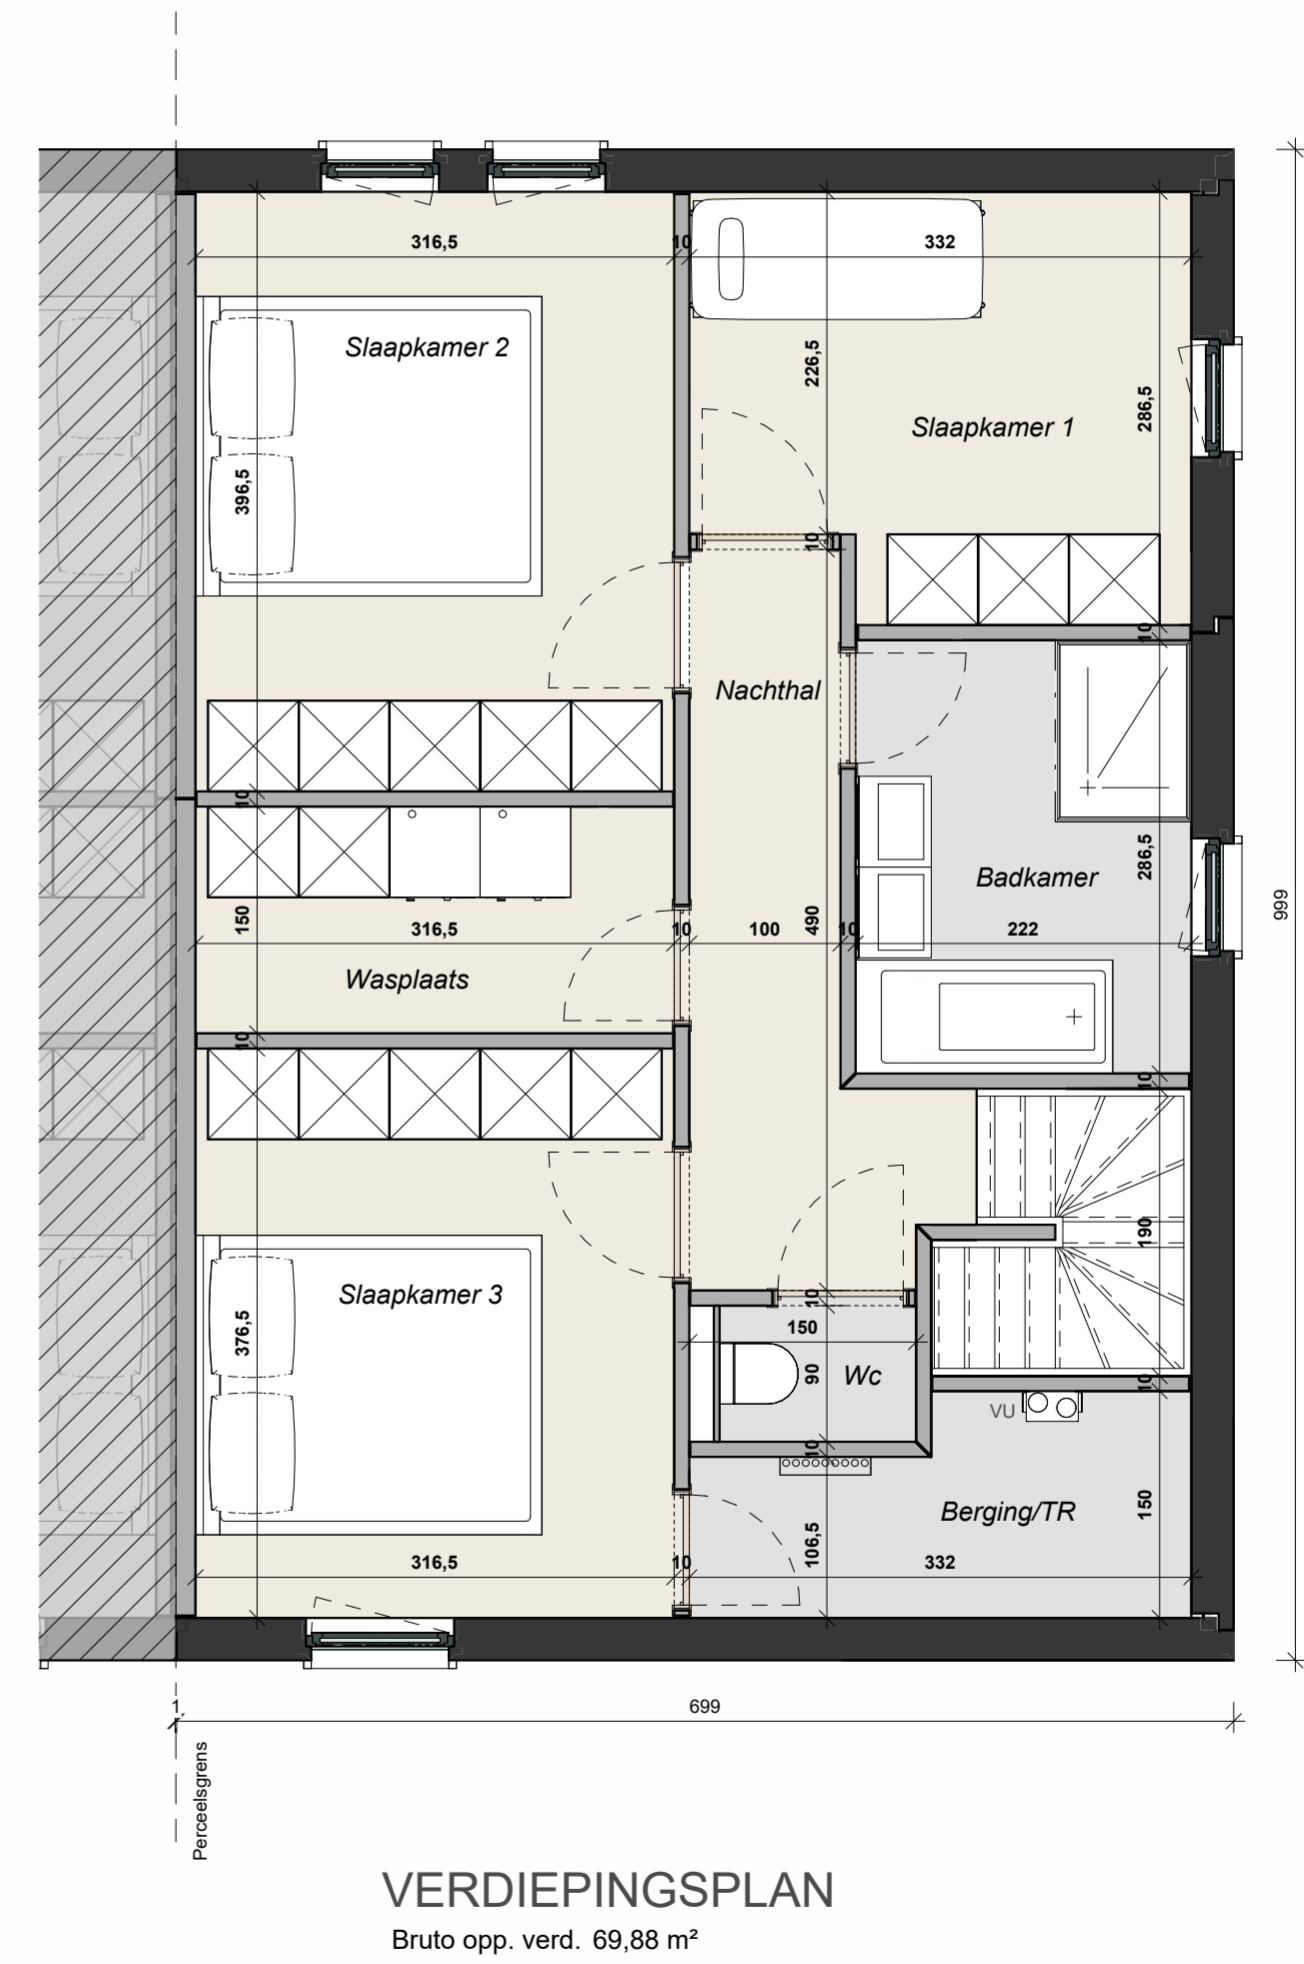 316,5
10
332
Slaapkamer 2
226,5
286,5
Slaapkamer 1
396,5
10
10
Nachthal
10
Badkamer
286,5
150
316,5
10
100
490
10
222
999
Wasplaats
10
10
190
Slaapkamer 3
10
376,5
150
90
Wc
10
VU
10
Berging/TR
150
106,5
316,5
10
332
1
699
Perceelsgrens
VERDIEPINGSPLAN
Bruto opp. verd. 69,88 m²